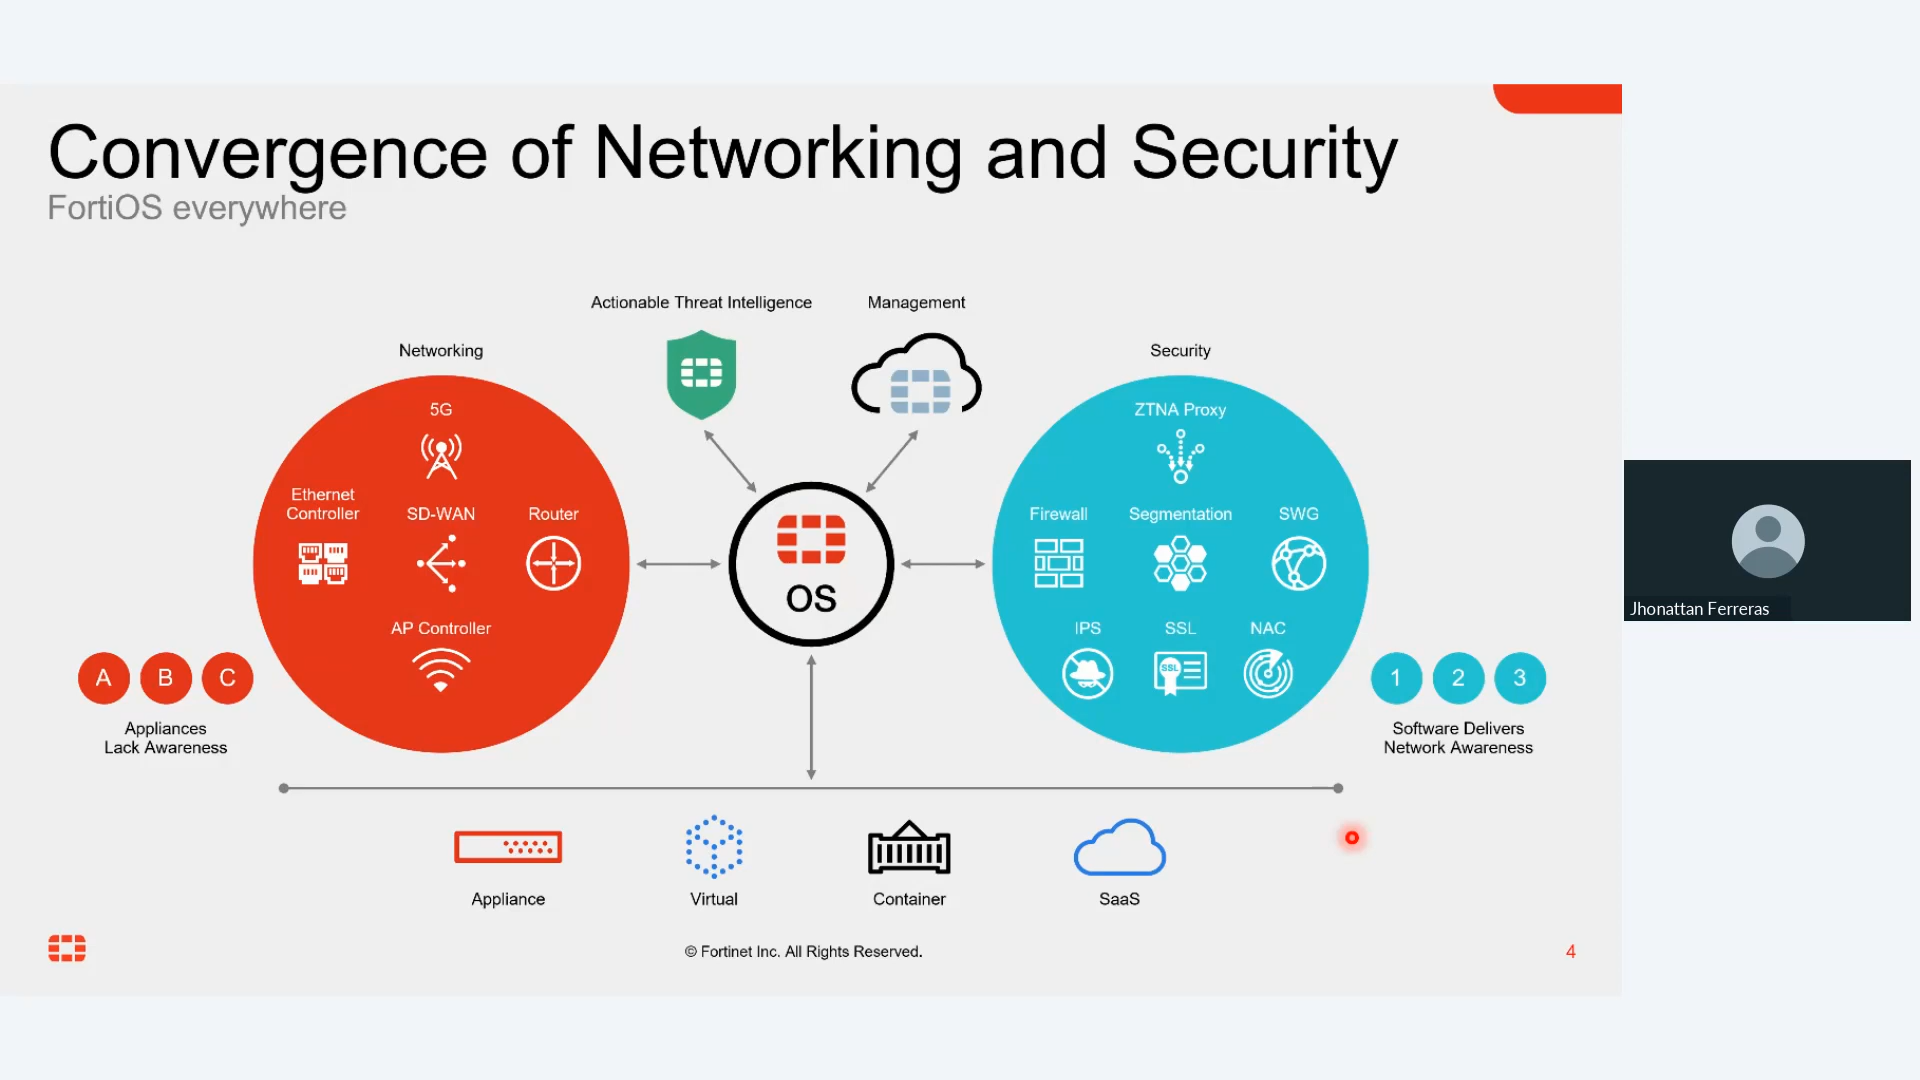 Convergence of Networking and Security
FortiOS everywhere
Actionable Threat Intelligence
Management
Networking
Security
5G
Ethernet
Controller
SD-WAN
Router
AP Controller
OS
ZTNA Proxy
Firewall
Segmentation
SWG
IPS
SSL
NAC
SSL
A
B
C
Appliances
Lack Awareness
1
2
3
Software Delivers
Network Awareness
Appliance
Virtual
Container
SaaS
© Fortinet Inc. All Rights Reserved.
4
Jhonattan Ferreras